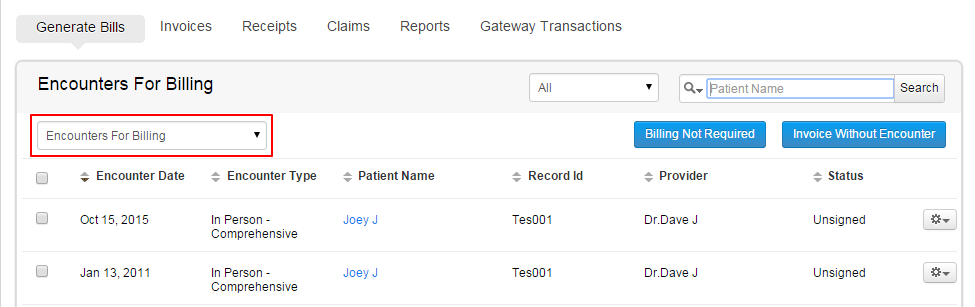 Generate Bills Invoices Receipts Claims Reports Gateway Transactions
Encounters For Billing All Patient Name Search
Encounters For Billing Billing Not Required Invoice Without Encounter
Encounter Date Encounter Type Patient Name Record Id Provider Status
Oct 15, 2015 In Person - Joey J Tes001 Dr.Dave J Unsigned
Comprehensive
Jan 13, 2011 In Person - Joey J Tes001 Dr.Dave J Unsigned
Comprehensive